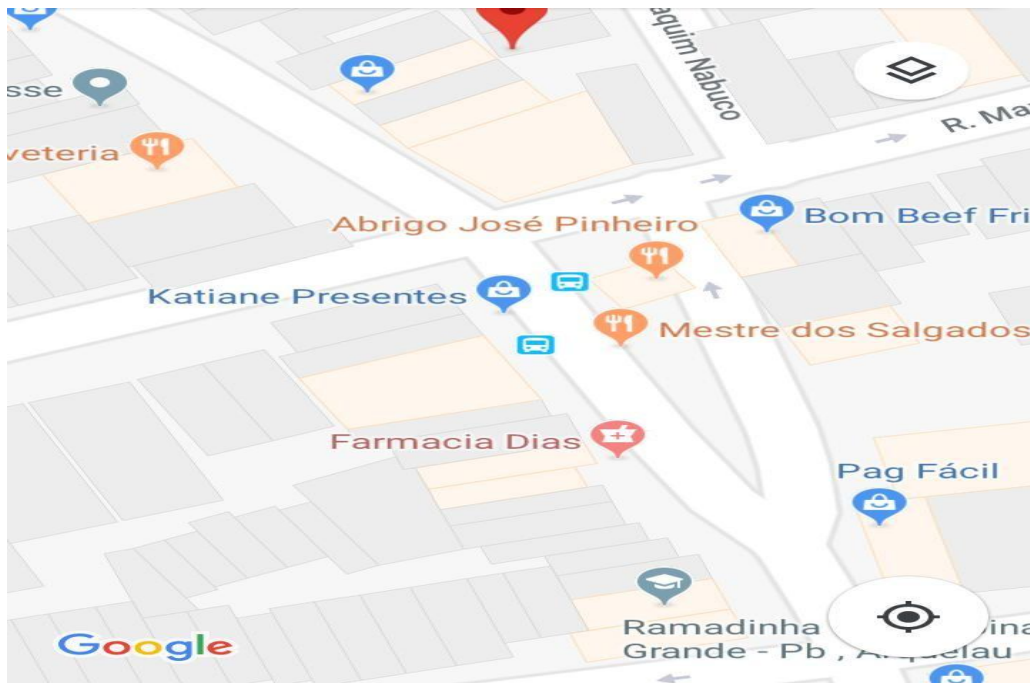 aquim Nabuco
sse
R. Ma
veteria
Abrigo José Pinheiro
Bom Beef Fri
Katiane Presentes
Mestre dos Salgados
Farmacia Dias
Pag Fácil
Ramadinha
Grande - Pb , Arquelau
Google